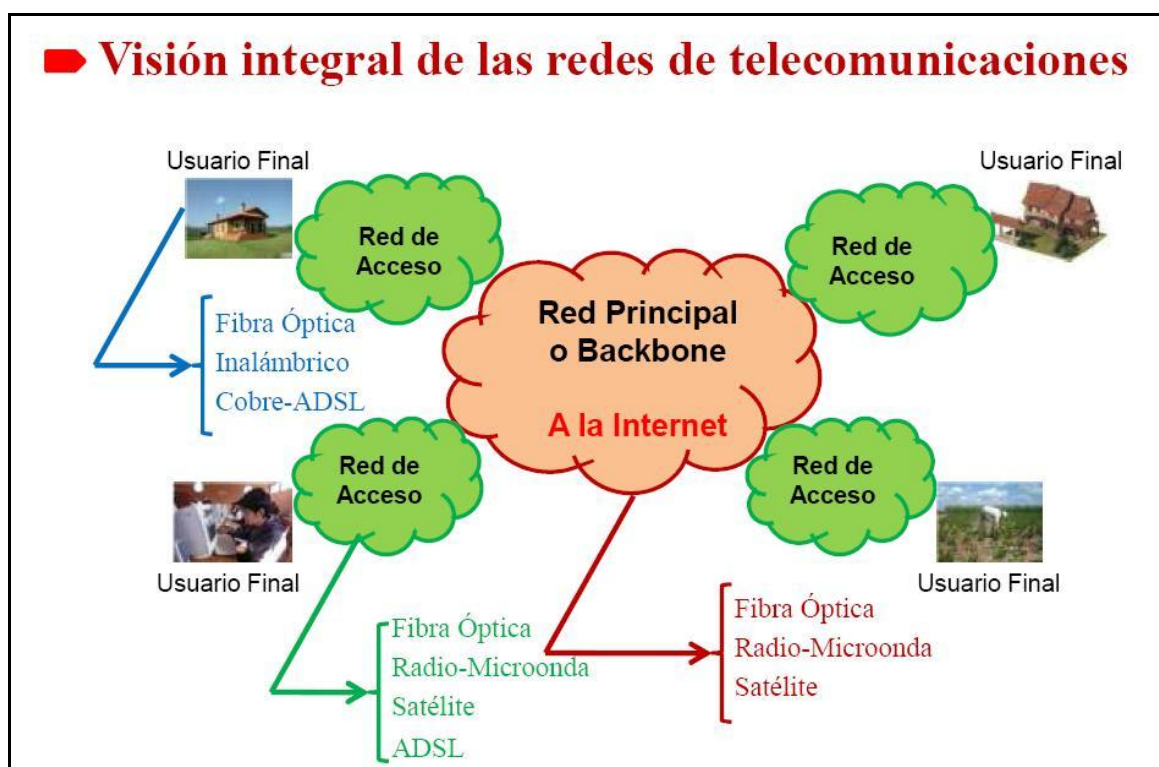 Visión integral de las redes de telecomunicaciones
Usuario Final
Usuario Final
Red de
Acceso
Red de
Acceso
Red Principal
o Backbone
A la Internet
Fibra Óptica
Inalámbrico
Cobre-ADSL
Red de
Acceso
Red de
Acceso
Usuario Final
Usuario Final
Fibra Óptica
Radio-Microonda
Satélite
ADSL
Fibra Óptica
Radio-Microonda
Satélite